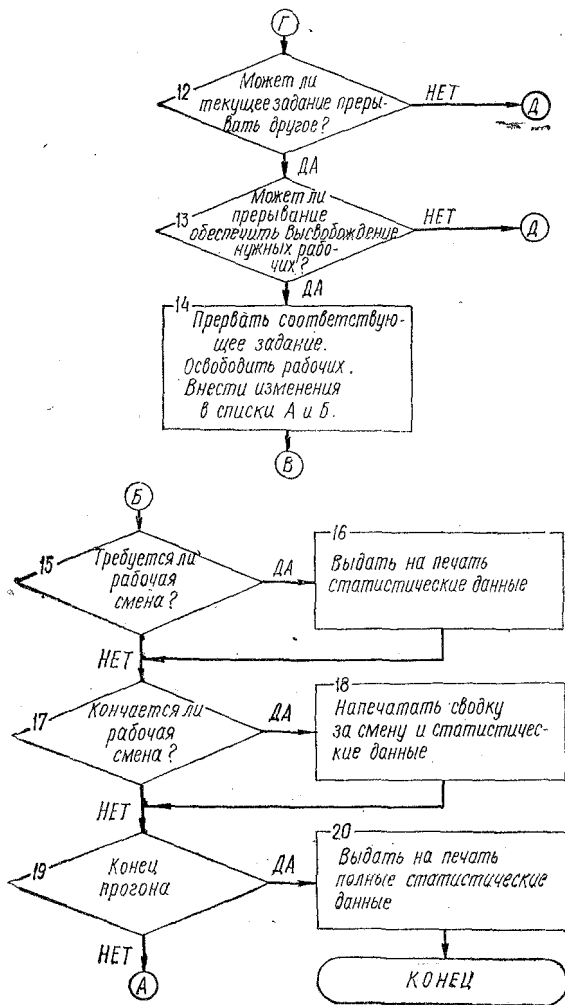 Г
12
Может ли
текущее задание преры-
вать другое?
НЕТ
Д
ДА
13
Может ли
прерывание
обеспечить высвобождение
нужных рабо-
чих?
НЕТ
Д
ДА
14
Прервать соответствую-
щее задание.
Освободить рабочих.
Внести изменения
в списки А и Б.
В
Б
15
Требуется ли
рабочая
смена?
ДА
16
Выдать на печать
статистические данные
НЕТ
17
Кончается ли
рабочая
смена?
ДА
18
Напечатать сводку
за смену и статистичес-
кие данные
НЕТ
19
Конец
прогона
ДА
20
Выдать на печать
полные статистические
данные
НЕТ
А
КОНЕЦ